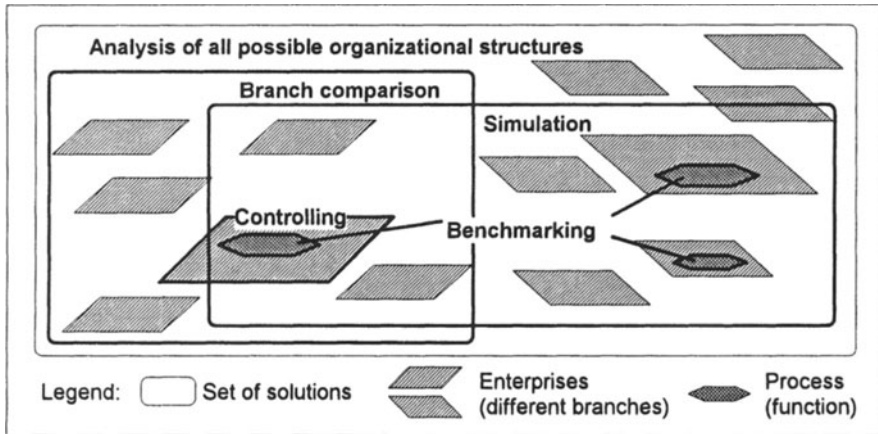 Analysis of all possible organizational structures
Branch comparison
Simulation
Controlling
Benchmarking
Legend:
Set of solutions
Enterprises
(different branches)
Process
(function)